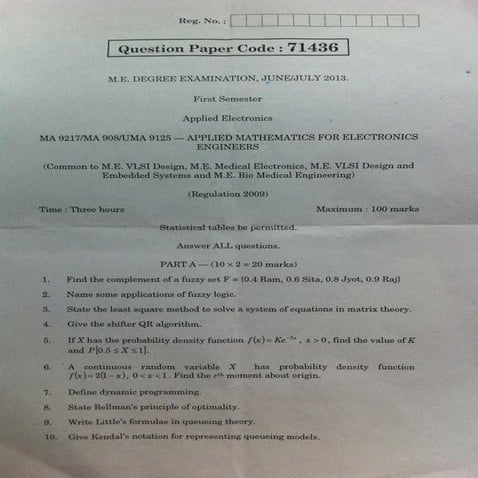 Reg. No. :
Question Paper Code : 71436
M.E. DEGREE EXAMINATION, JUNE/JULY 2013.
First Semester
Applied Electronics
MA 9217/MA 908/UMA 9125 — APPLIED MATHEMATICS FOR ELECTRONICS
ENGINEERS
(Common to M.E. VLSI Design, M.E. Medical Electronics, M.E. VLSI Design and
Embedded Systems and M.E. Bio Medical Engineering)
(Regulation 2009)
Time : Three hours Maximum : 100 marks
Statistical tables be permitted.
Answer ALL questions.
PART A — (10 × 2 = 20 marks)
1. Find the complement of a fuzzy set F = {0.4 Ram, 0.6 Sita, 0.8 Jyot, 0.9 Raj}
2. Name some applications of fuzzy logic.
3. State the least square method to solve a system of equations in matrix theory.
4. Give the shifter QR algorithm.
5. If X has the probability density function f(x) = Ke⁻³ˣ, x > 0, find the value of K
and P[0.5 ≤ X ≤ 1].
6. A continuous random variable X has probability density function
f(x) = 2(1 − x), 0 < x < 1. Find the rᵗʰ moment about origin.
7. Define dynamic programming.
8. State Bellman's principle of optimality.
9. Write Little's formulae in queueing theory.
10. Give Kendal's notation for representing queueing models.